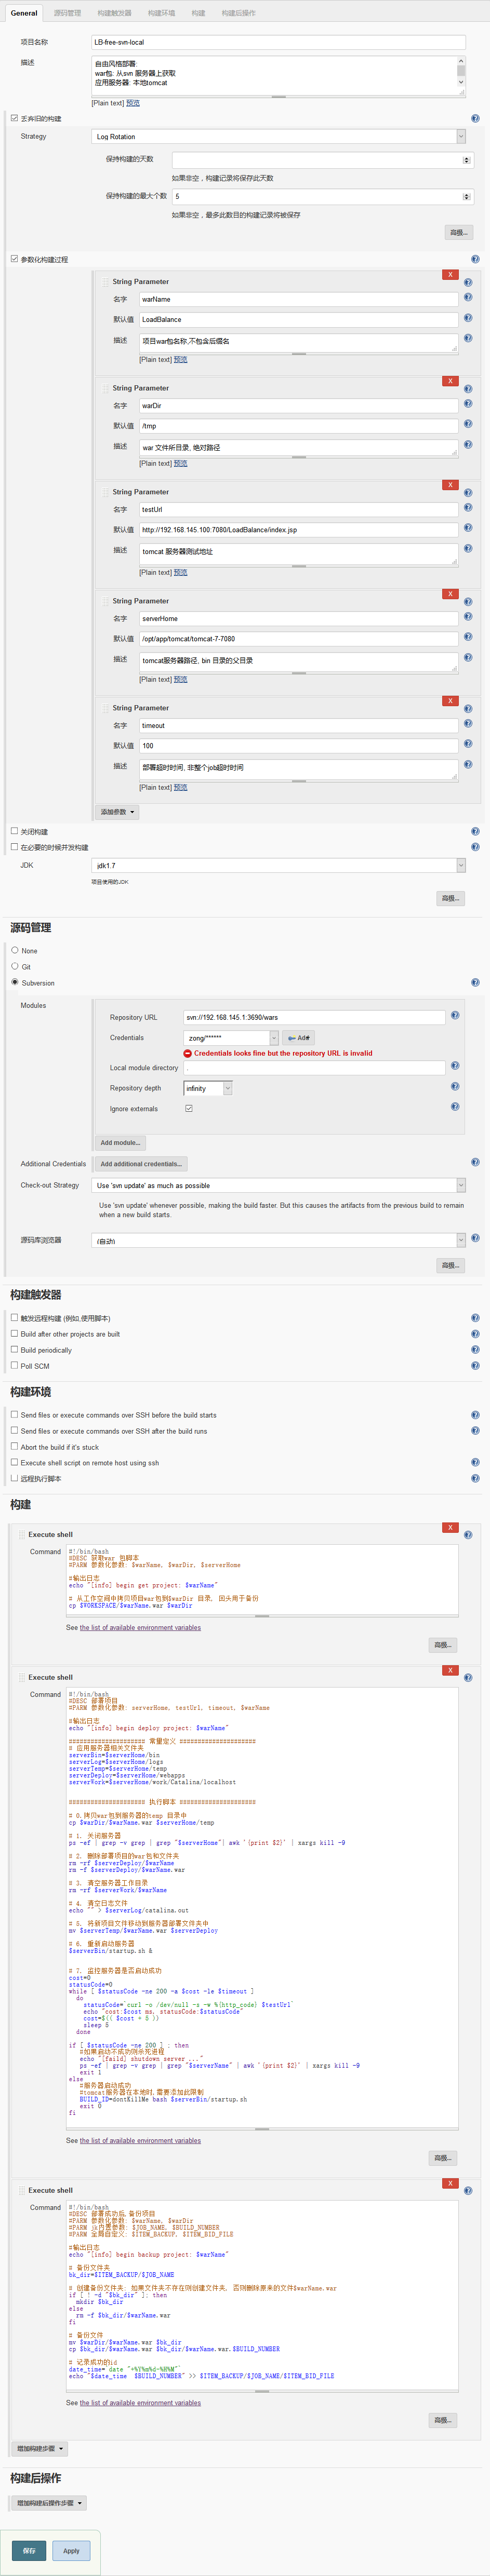 General 源码管理 构建触发器 构建环境 构建 构建后操作
项目名称 LB-free-svn-local
描述 自由风格部署:
war包: 从svn 服务器上获取
应用服务器: 本地tomcat
[Plain text] 预览
丢弃旧的构建
Strategy Log Rotation
保持构建的天数
如果非空，构建记录将保存此天数
保持构建的最大个数 5
如果非空，最多此数目的构建记录将被保存
高级...
参数化构建过程
X
String Parameter
名字 warName
默认值 LoadBalance
描述 项目war包名称,不包含后缀名
[Plain text] 预览
X
String Parameter
名字 warDir
默认值 /tmp
描述 war 文件所目录, 绝对路径
[Plain text] 预览
X
String Parameter
名字 testUrl
默认值 http://192.168.145.100:7080/LoadBalance/index.jsp
描述 tomcat 服务器测试地址
[Plain text] 预览
X
String Parameter
名字 serverHome
默认值 /opt/app/tomcat/tomcat-7-7080
描述 tomcat服务器路径, bin 目录的父目录
[Plain text] 预览
X
String Parameter
名字 timeout
默认值 100
描述 部署超时时间, 非整个job超时时间
[Plain text] 预览
添加参数
关闭构建
在必要的时候并发构建
JDK jdk1.7
项目使用的JDK
高级...
源码管理
None
Git
Subversion
Modules
Repository URL svn://192.168.145.1:3690/wars
Credentials zong/****** Add
Credentials looks fine but the repository URL is invalid
Local module directory .
Repository depth infinity
Ignore externals
Add module...
Additional Credentials Add additional credentials...
Check-out Strategy Use 'svn update' as much as possible
Use 'svn update' whenever possible, making the build faster. But this causes the artifacts from the previous build to remain
when a new build starts.
源码库浏览器 (自动)
高级...
构建触发器
触发远程构建 (例如,使用脚本)
Build after other projects are built
Build periodically
Poll SCM
构建环境
Send files or execute commands over SSH before the build starts
Send files or execute commands over SSH after the build runs
Abort the build if it's stuck
Execute shell script on remote host using ssh
远程执行脚本
构建
X
Execute shell
Command #!/bin/bash
#DESC 获取war 包脚本
#PARM 参数化参数: $warName, $warDir, $serverHome
#输出日志
echo "[info] begin get project: $warName"
# 从工作空间中拷贝项目war包到$warDir 目录, 因头用于备份
cp $WORKSPACE/$warName.war $warDir
See the list of available environment variables
高级...
X
Execute shell
Command #!/bin/bash
#DESC 部署项目
#PARM 参数化参数: serverHome, testUrl, timeout, $warName
#输出日志
echo "[info] begin deploy project: $warName"
##################### 常量定义 #####################
# 应用服务器相关文件夹
serverBin=$serverHome/bin
serverLog=$serverHome/logs
serverTemp=$serverHome/temp
serverDeploy=$serverHome/webapps
serverWork=$serverHome/work/Catalina/localhost
##################### 执行脚本 #####################
# 0.拷贝war包到服务器的temp 目录中
cp $warDir/$warName.war $serverHome/temp
# 1. 关闭服务器
ps -ef | grep -v grep | grep "$serverHome"| awk '{print $2}' | xargs kill -9
# 2. 删除部署项目的war包和文件夹
rm -rf $serverDeploy/$warName
rm -f $serverDeploy/$warName.war
# 3. 清空服务器工作目录
rm -rf $serverWork/$warName
# 4. 清空日志文件
echo "" > $serverLog/catalina.out
# 5. 将新项目文件移动到服务器部署文件夹中
mv $serverTemp/$warName.war $serverDeploy
# 6. 重新启动服务器
$serverBin/startup.sh &
# 7. 监控服务器是否启动成功
cost=0
statusCode=0
while [ $statusCode -ne 200 -a $cost -le $timeout ]
do
statusCode=`curl -o /dev/null -s -w %{http_code} $testUrl`
echo "cost:$cost ms, statusCode:$statusCode"
cost=$(( $cost + 5 ))
sleep 5
done
if [ $statusCode -ne 200 ] ; then
#如果启动不成功则杀死进程
echo "[faild] shutdown server ..."
ps -ef | grep -v grep | grep "$serverName" | awk '{print $2}' | xargs kill -9
exit 1
else
#服务器启动成功
#tomcat服务器在本地时,需要添加此限制
BUILD_ID=dontKillMe bash $serverBin/startup.sh
exit 0
fi
See the list of available environment variables
高级...
X
Execute shell
Command #!/bin/bash
#DESC 部署成功后,备份项目
#PARM 参数化参数: $warName, $warDir
#PARM jk内置参数: $JOB_NAME, $BUILD_NUMBER
#PARM 全局自定义: $ITEM_BACKUP, $ITEM_BID_FILE
#输出日志
echo "[info] begin backup project: $warName"
# 备份文件夹
bk_dir=$ITEM_BACKUP/$JOB_NAME
# 创建备份文件夹: 如果文件夹不存在则创建文件夹, 否则删除原来的文件$warName.war
if [ ! -d "$bk_dir" ]; then
mkdir $bk_dir
else
rm -f $bk_dir/$warName.war
fi
# 备份文件
mv $warDir/$warName.war $bk_dir
cp $bk_dir/$warName.war $bk_dir/$warName.war.$BUILD_NUMBER
# 记录成功的id
date_time=`date "+%Y%m%d-%H%M"`
echo "$date_time $BUILD_NUMBER" >> $ITEM_BACKUP/$JOB_NAME/$ITEM_BID_FILE
See the list of available environment variables
高级...
增加构建步骤
构建后操作
增加构建后操作步骤
保存 Apply